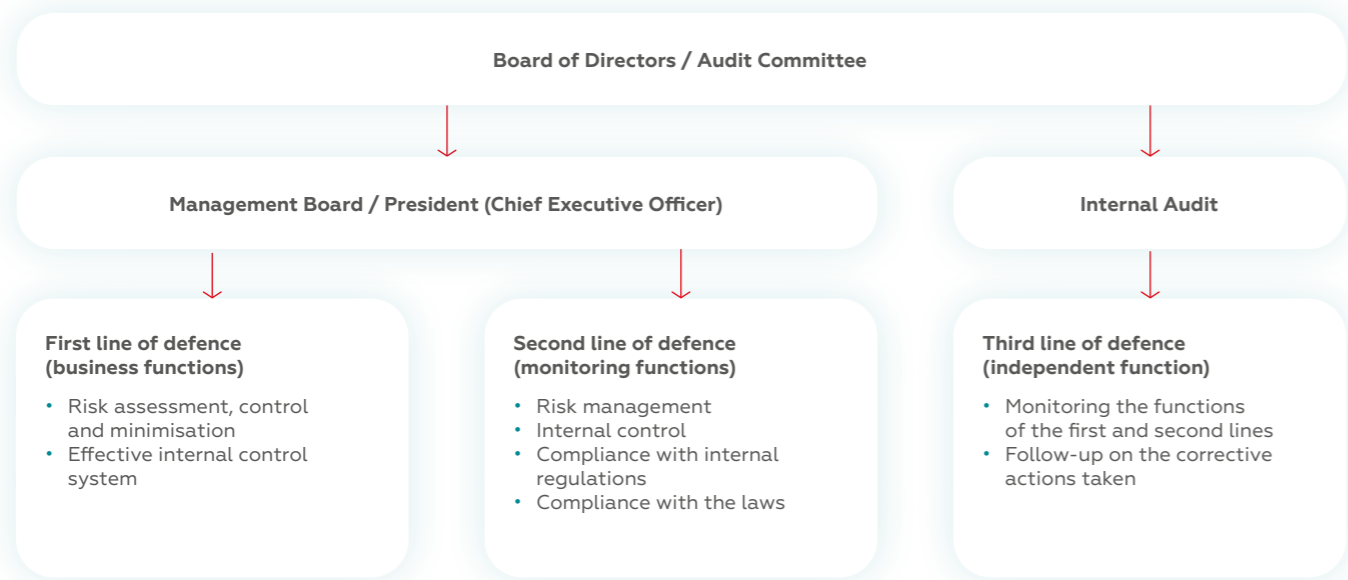 Board of Directors / Audit Committee
Management Board / President (Chief Executive Officer)
Internal Audit
First line of defence
(business functions)
• Risk assessment, control
and minimisation
• Effective internal control
system
Second line of defence
(monitoring functions)
• Risk management
• Internal control
• Compliance with internal
regulations
• Compliance with the laws
Third line of defence
(independent function)
• Monitoring the functions
of the first and second lines
• Follow-up on the corrective
actions taken